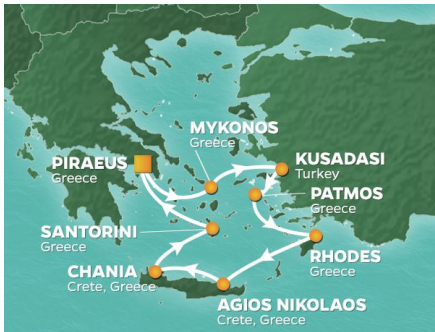 MYKONOS
Greece
PIRAEUS
Greece
KUSADASI
Turkey
PATMOS
Greece
SANTORINI
Greece
RHODES
Greece
CHANIA
Crete, Greece
AGIOS NIKOLAOS
Crete, Greece